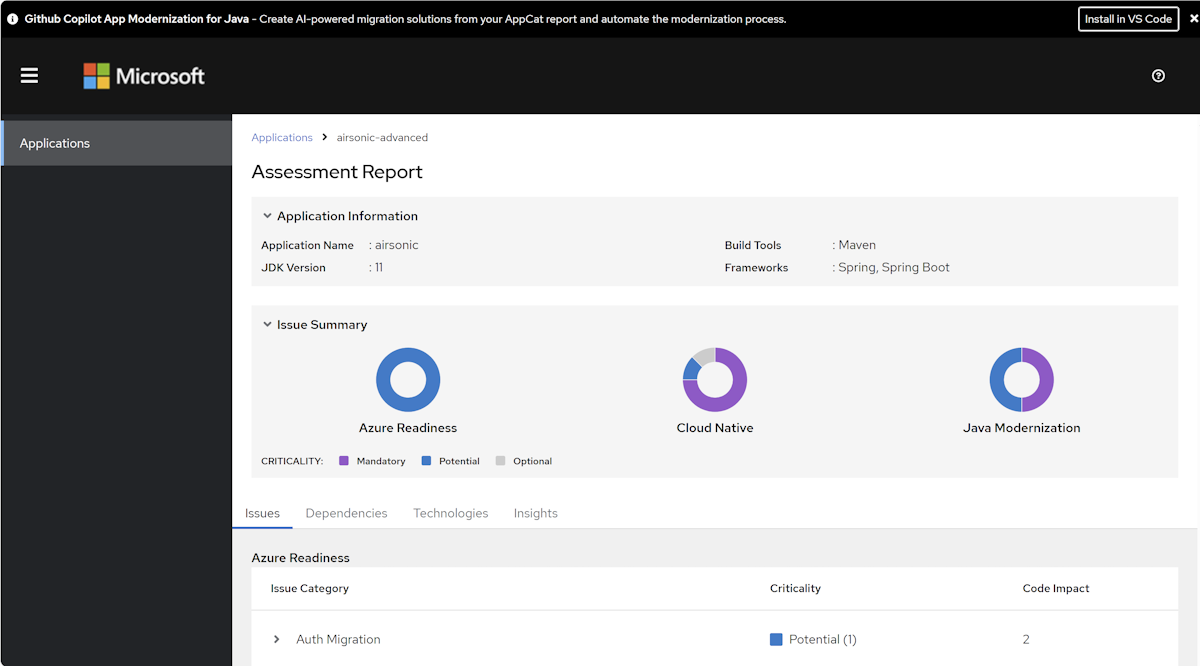 Github Copilot App Modernization for Java - Create AI-powered migration solutions from your AppCat report and automate the modernization process.
Install in VS Code
Microsoft
Applications
Applications > airsonic-advanced
Assessment Report
Application Information
Application Name : airsonic
Build Tools : Maven
JDK Version : 11
Frameworks : Spring, Spring Boot
Issue Summary
Azure Readiness
Cloud Native
Java Modernization
CRITICALITY: Mandatory Potential Optional
Issues Dependencies Technologies Insights
Azure Readiness
Issue Category Criticality Code Impact
Auth Migration Potential (1) 2